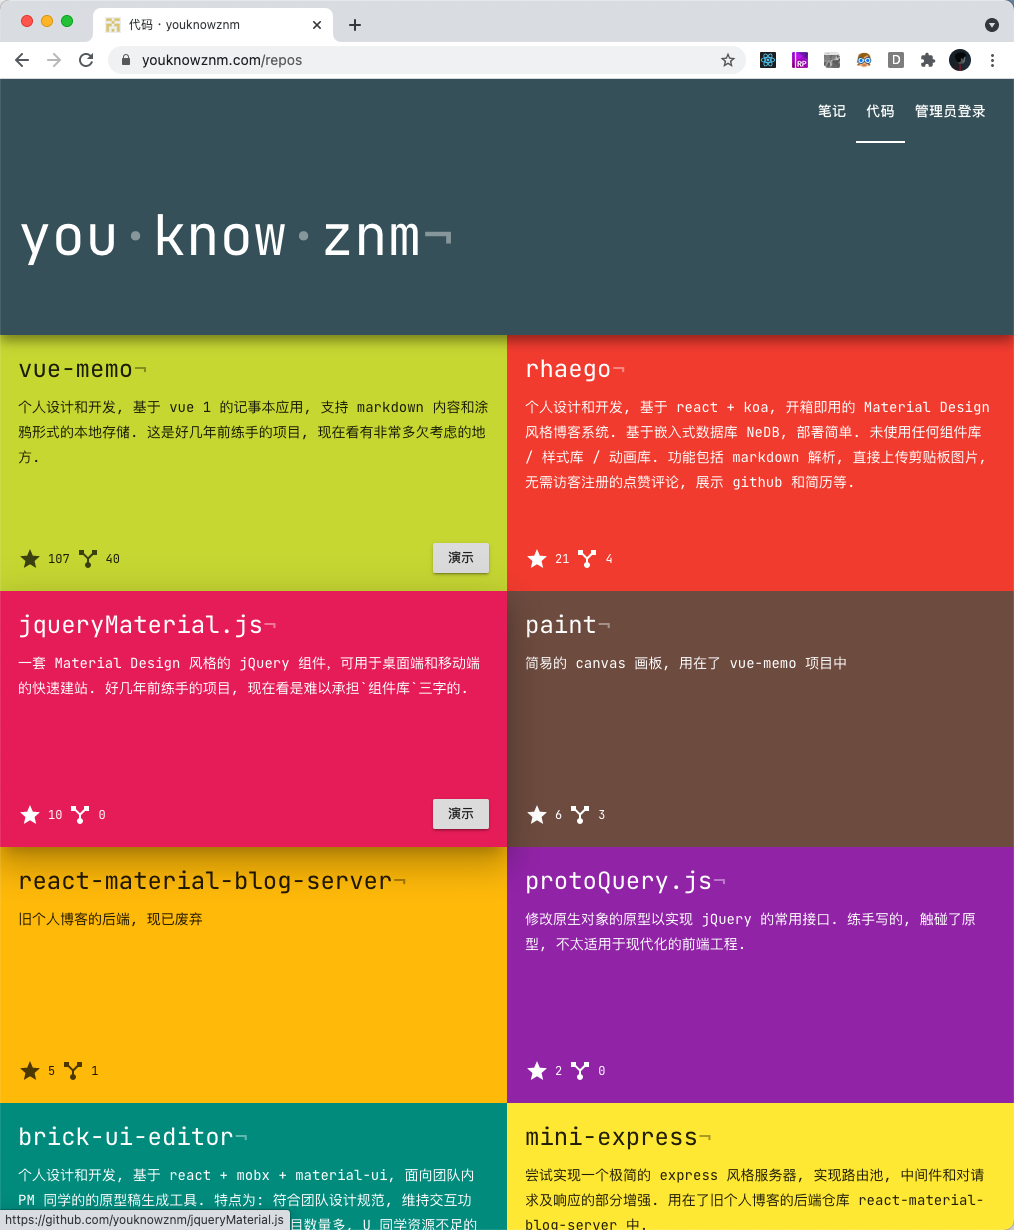 代码 · youknowznm
youknowznm.com/repos
笔记 代码 管理员登录
you·know·znm¬
vue-memo¬
个人设计和开发, 基于 vue 1 的记事本应用, 支持 markdown 内容和涂
鸦形式的本地存储. 这是好几年前练手的项目, 现在看有非常多欠考虑的地
方.
107 40
演示
rhaego¬
个人设计和开发, 基于 react + koa, 开箱即用的 Material Design
风格博客系统. 基于嵌入式数据库 NeDB, 部署简单. 未使用任何组件库
/ 样式库 / 动画库. 功能包括 markdown 解析, 直接上传剪贴板图片,
无需访客注册的点赞评论, 展示 github 和简历等.
21 4
jqueryMaterial.js¬
一套 Material Design 风格的 jQuery 组件, 可用于桌面端和移动端
的快速建站. 好几年前练手的项目, 现在看是难以承担`组件库`三字的.
10 0
演示
paint¬
简易的 canvas 画板, 用在了 vue-memo 项目中
6 3
react-material-blog-server¬
旧个人博客的后端, 现已废弃
5 1
protoQuery.js¬
修改原生对象的原型以实现 jQuery 的常用接口. 练手写的, 触碰了原
型, 不太适用于现代化的前端工程.
2 0
brick-ui-editor¬
个人设计和开发, 基于 react + mobx + material-ui, 面向团队内
PM 同学的的原型稿生成工具. 特点为: 符合团队设计规范, 维持交互功
目数量多, U 同学资源不足的
mini-express¬
尝试实现一个极简的 express 风格服务器, 实现路由池, 中间件和对请
求及响应的部分增强. 用在了旧个人博客的后端仓库 react-material-
blog-server 中.
https://github.com/youknowznm/jqueryMaterial.js
RP
D